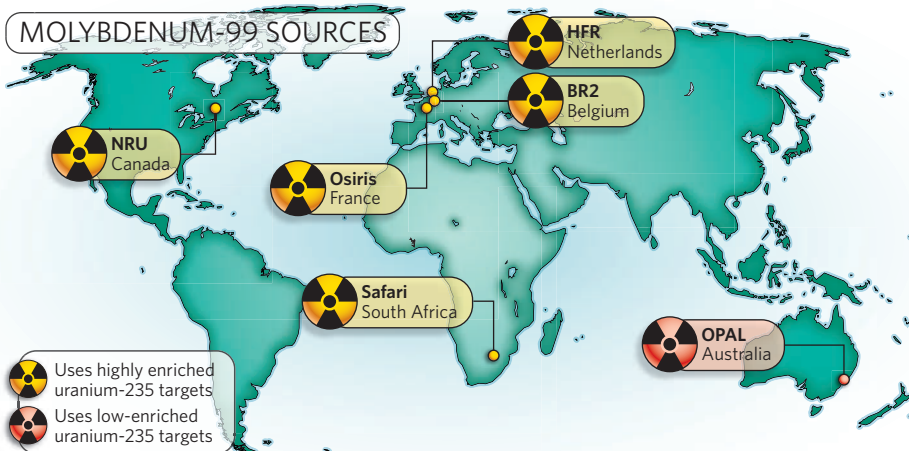 MOLYBDENUM-99 SOURCES
HFR
Netherlands
BR2
Belgium
NRU
Canada
Osiris
France
Safari
South Africa
OPAL
Australia
Uses highly enriched
uranium-235 targets
Uses low-enriched
uranium-235 targets